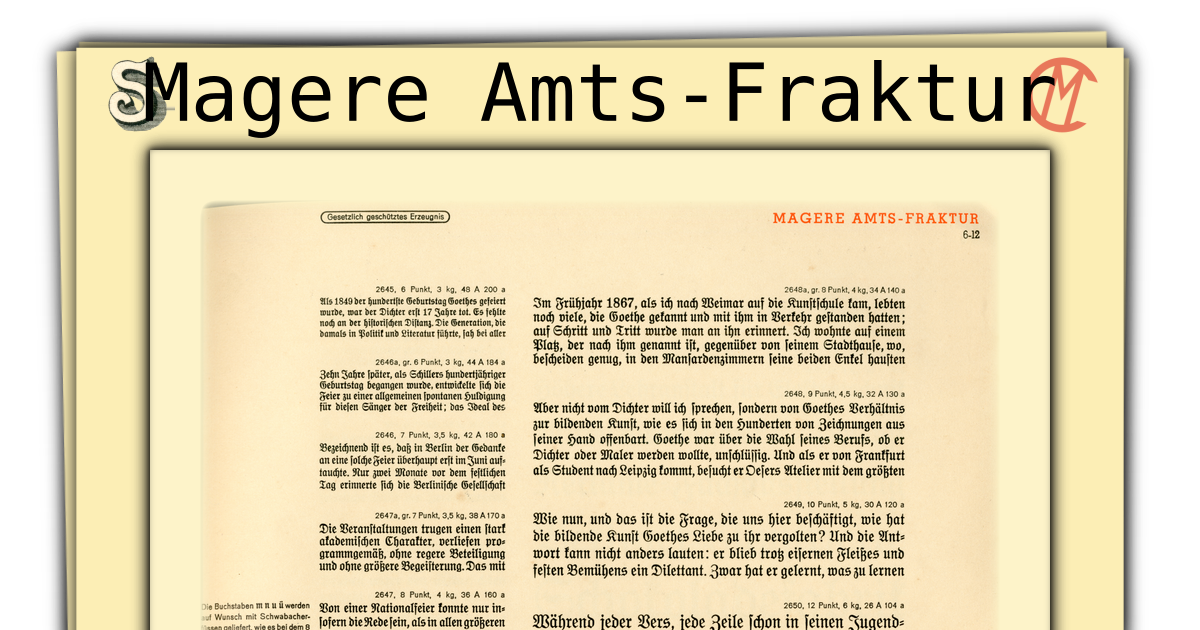 Magere Amts-Fraktur
Gesetzlich geschütztes Erzeugnis
MAGERE AMTS-FRAKTUR
6-12
2645, 6 Punkt, 3 kg, 48 A 200 a
Als 1849 der hundertſte Geburtstag Goethes gefeiert
wurde, war der Dichter erſt 17 Jahre tot. Es fehlte
noch an der hiſtoriſchen Diſtanz. Die Generation, die
damals in Politik und Literatur führte, ſah bei aller
2646a, gr. 6 Punkt, 3 kg, 44 A 184 a
Zehn Jahre ſpäter, als Schillers hundertjähriger
Geburtstag begangen wurde, entwickelte ſich die
Feier zu einer allgemeinen ſpontanen Huldigung
für dieſen Sänger der Freiheit; das Ideal des
2646, 7 Punkt, 3,5 kg, 42 A 180 a
Bezeichnend iſt es, daß in Berlin der Gedanke
an eine ſolche Feier überhaupt erſt im Juni auf-
tauchte. Nur zwei Monate vor dem feſtlichen
Tag erinnerte ſich die Berliniſche Geſellſchaft
2647a, gr. 7 Punkt, 3,5 kg, 38 A 170 a
Die Veranſtaltungen trugen einen ſtark
akademiſchen Charakter, verliefen pro-
grammgemäß, ohne regere Beteiligung
und ohne größere Begeiſterung. Das mit
2647, 8 Punkt, 4 kg, 36 A 160 a
Von einer Nationalfeier konnte nur in-
ſofern die Rede ſein, als in allen größeren
Die Buchstaben m n u ü werden
auf Wunsch mit Schwabacher-
füssen geliefert, wie es bei dem 8
2648a, gr. 8 Punkt, 4 kg, 34 A 140 a
Im Frühjahr 1867, als ich nach Weimar auf die Kunſtſchule kam, lebten
noch viele, die Goethe gekannt und mit ihm in Verkehr geſtanden hatten;
auf Schritt und Tritt wurde man an ihn erinnert. Ich wohnte auf einem
Platz, der nach ihm genannt iſt, gegenüber von ſeinem Stadthauſe, wo,
beſcheiden genug, in den Manſardenzimmern ſeine beiden Enkel hauſten
2648, 9 Punkt, 4,5 kg, 32 A 130 a
Aber nicht vom Dichter will ich ſprechen, ſondern von Goethes Verhältnis
zur bildenden Kunſt, wie es ſich in den Hunderten von Zeichnungen aus
ſeiner Hand offenbart. Goethe war über die Wahl ſeines Berufs, ob er
Dichter oder Maler werden wollte, unſchlüſſig. Und als er von Frankfurt
als Student nach Leipzig kommt, beſucht er Oeſers Atelier mit dem größten
2649, 10 Punkt, 5 kg, 30 A 120 a
Wie nun, und das iſt die Frage, die uns hier beſchäftigt, wie hat
die bildende Kunſt Goethes Liebe zu ihr vergolten? Und die Ant-
wort kann nicht anders lauten: er blieb trotz eiſernen Fleißes und
feſten Bemühens ein Dilettant. Zwar hat er gelernt, was zu lernen
2650, 12 Punkt, 6 kg, 26 A 104 a
Während jeder Vers, jede Zeile ſchon in ſeinen Jugend-